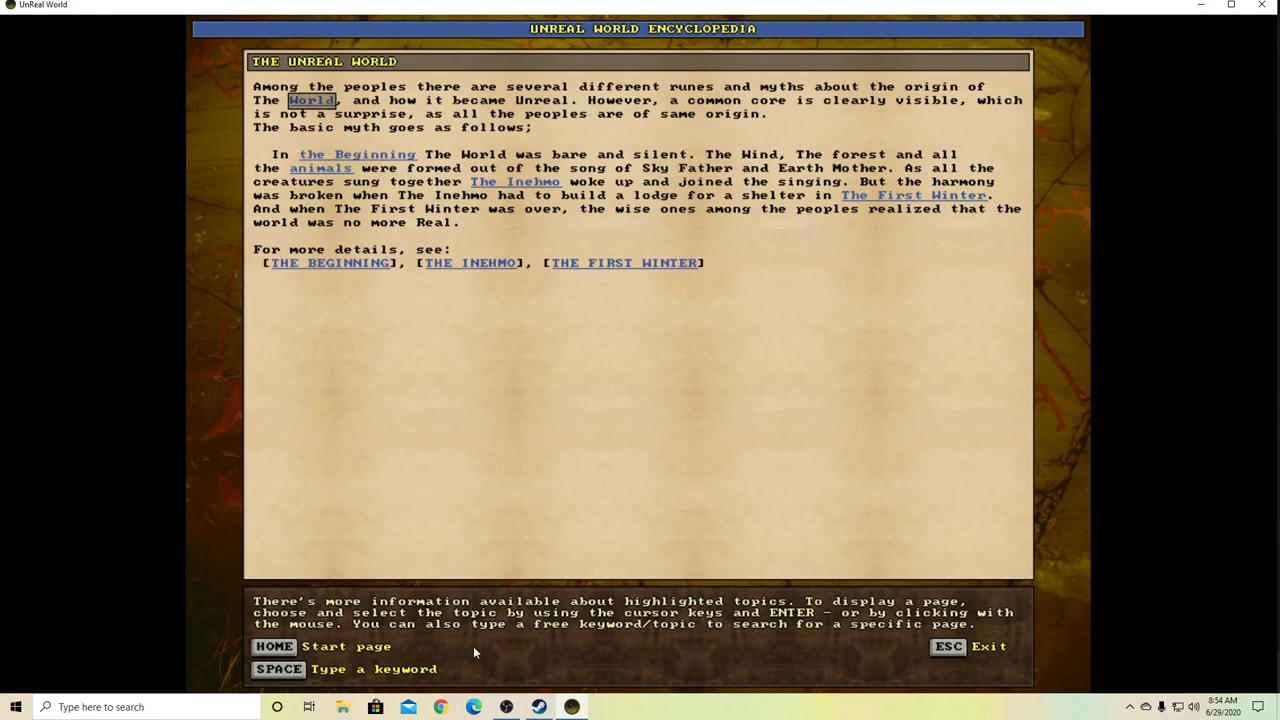 UnReal World
UNREAL WORLD ENCYCLOPEDIA
THE UNREAL WORLD
Among the peoples there are several different runes and myths about the origin of
The World, and how it became Unreal. However, a common core is clearly visible, which
is not a surprise, as all the peoples are of same origin.
The basic myth goes as follows;
In the Beginning The World was bare and silent. The Wind, The forest and all
the animals were formed out of the song of Sky Father and Earth Mother. As all the
creatures sung together The Inehmo woke up and joined the singing. But the harmony
was broken when The Inehmo had to build a lodge for a shelter in The First Winter.
And when The First Winter was over, the wise ones among the peoples realized that the
world was no more Real.
For more details, see:
[THE BEGINNING], [THE INEHMO], [THE FIRST WINTER]
There's more information available about highlighted topics. To display a page,
choose and select the topic by using the cursor keys and ENTER - or by clicking with
the mouse. You can also type a free keyword/topic to search for a specific page.
HOME Start page
ESC Exit
SPACE Type a keyword
Type here to search
8:54 AM
6/29/2020